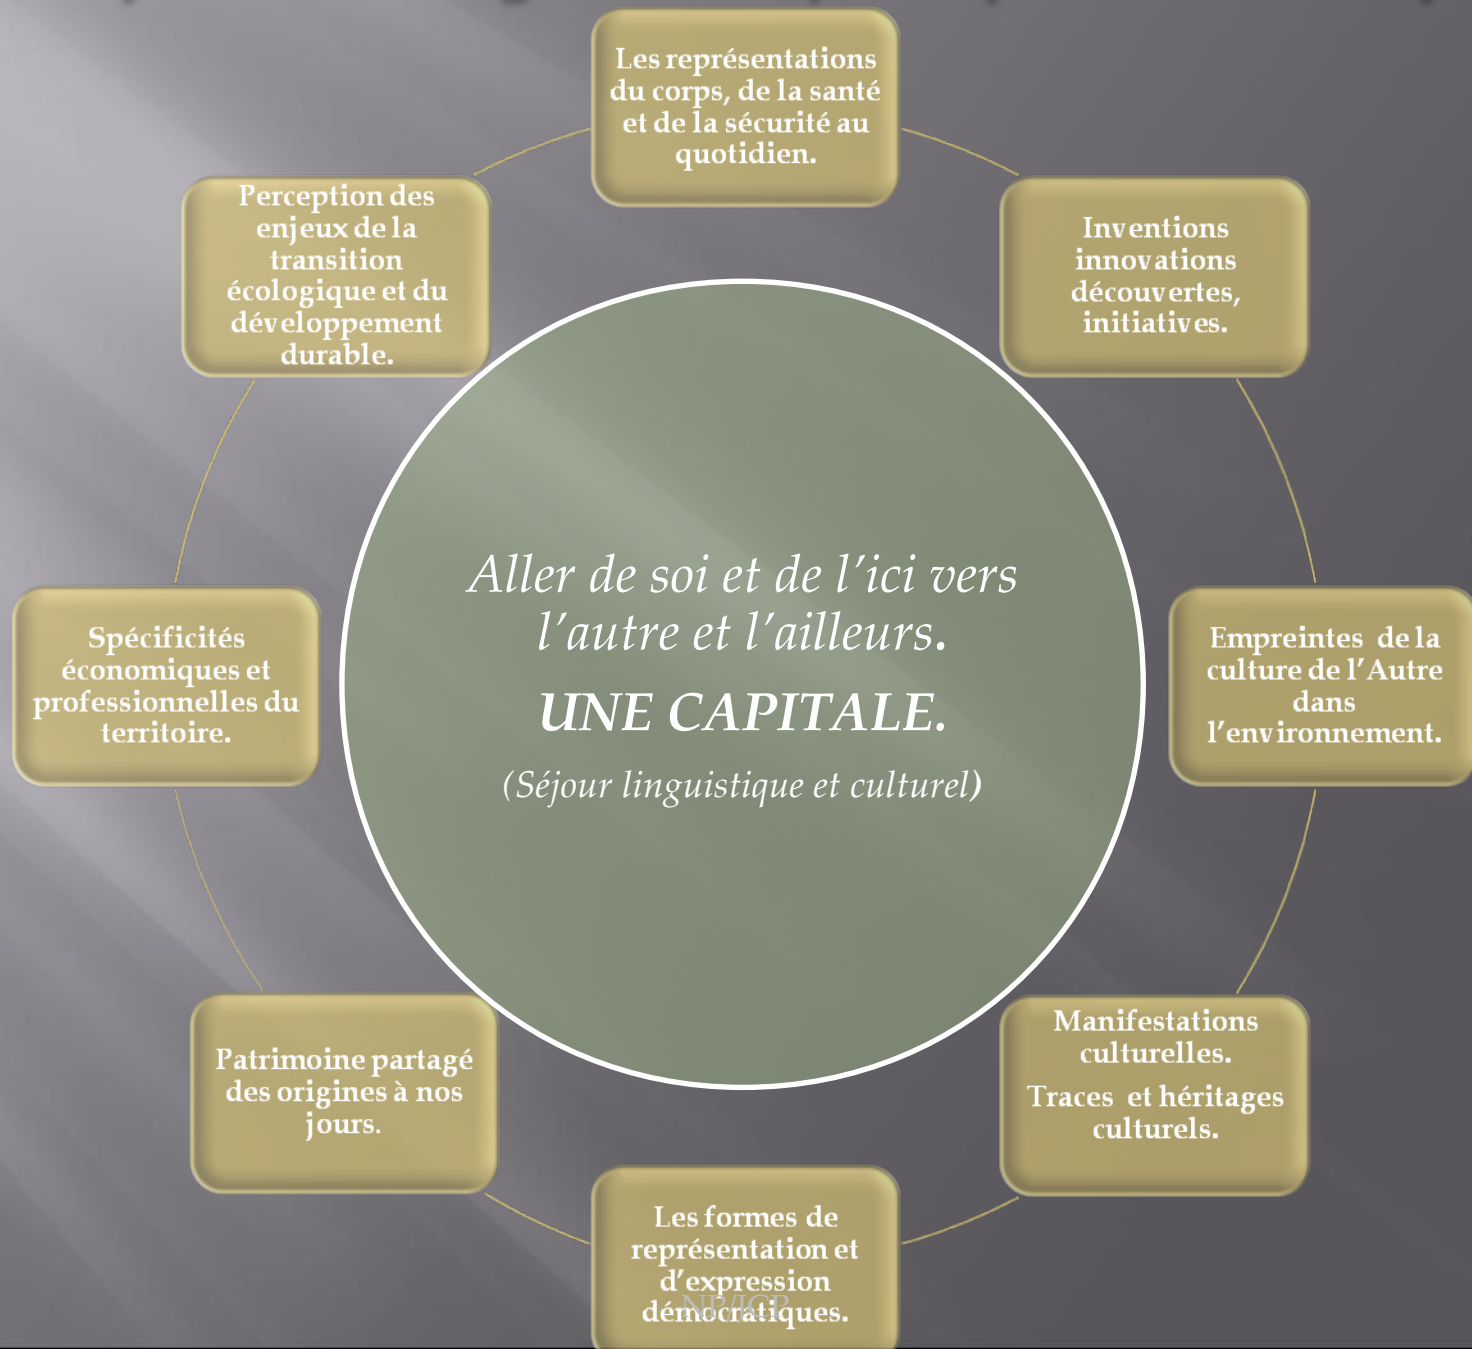 Les représentations
du corps, de la santé
et de la sécurité au
quotidien.
Inventions
innovations
découvertes,
initiatives.
Empreintes de la
culture de l'Autre
dans
l'environnement.
Manifestations
culturelles.
Traces et héritages
culturels.
Les formes de
représentation et
d'expression
démocratiques.
NP/JCP
Patrimoine partagé
des origines à nos
jours.
Spécificités
économiques et
professionnelles du
territoire.
Perception des
enjeux de la
transition
écologique et du
développement
durable.
Aller de soi et de l'ici vers
l'autre et l'ailleurs.
UNE CAPITALE.
(Séjour linguistique et culturel)